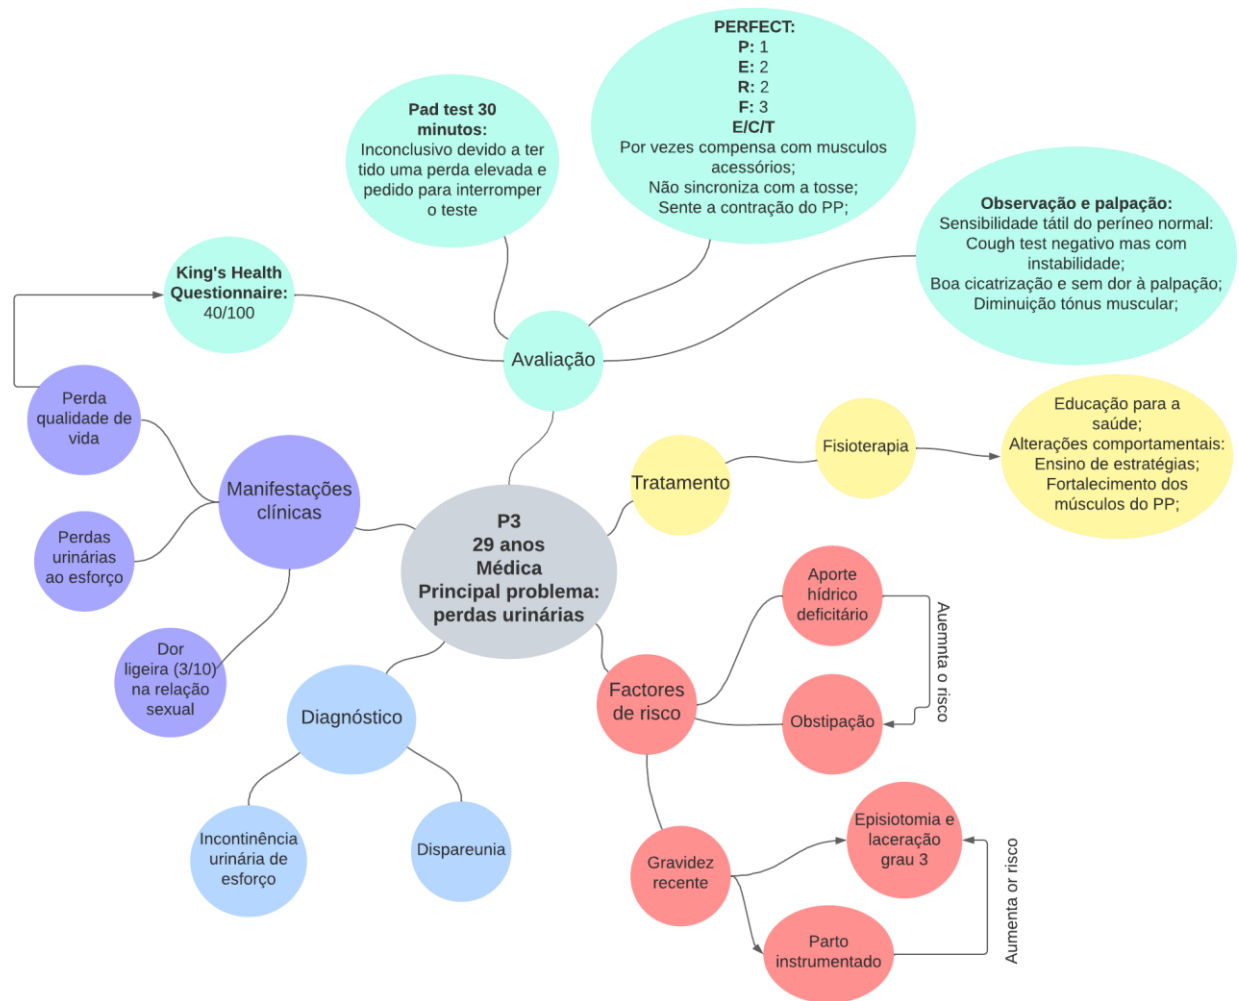 PERFECT:
P: 1
E: 2
R: 2
F: 3
E/C/T
Por vezes compensa com musculos
acessórios;
Não sincroniza com a tosse;
Sente a contração do PP;
Pad test 30
minutos:
Inconclusivo devido a ter
tido uma perda elevada e
pedido para interromper
o teste
Observação e palpação:
Sensibilidade tátil do períneo normal:
Cough test negativo mas com
instabilidade;
Boa cicatrização e sem dor à palpação;
Diminuição tónus muscular;
King's Health
Questionnaire:
40/100
Avaliação
Perda
qualidade de
vida
Manifestações
clínicas
Perdas
urinárias
ao esforço
Dor
ligeira (3/10)
na relação
sexual
P3
29 anos
Médica
Principal problema:
perdas urinárias
Tratamento
Fisioterapia
Educação para a
saúde;
Alterações comportamentais:
Ensino de estratégias;
Fortalecimento dos
músculos do PP;
Diagnóstico
Incontinência
urinária de
esforço
Dispareunia
Factores
de risco
Aporte
hídrico
deficitário
Auemnta o risco
Obstipação
Gravidez
recente
Episiotomia e
laceração
grau 3
Parto
instrumentado
Aumenta or risco